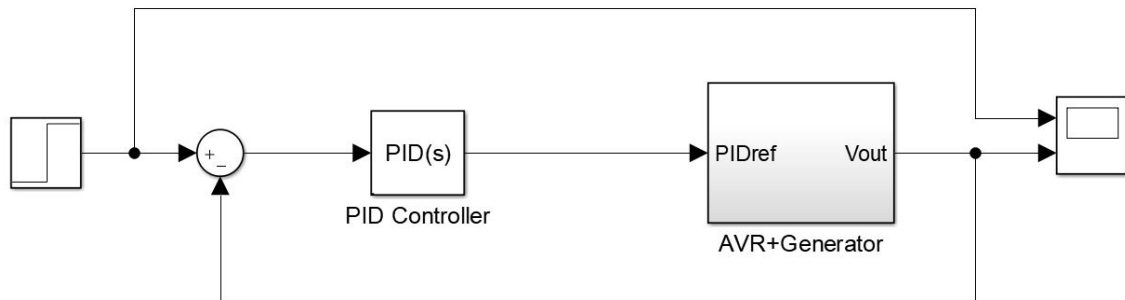 +
−
PID(s)
PID Controller
PIDref
Vout
AVR+Generator